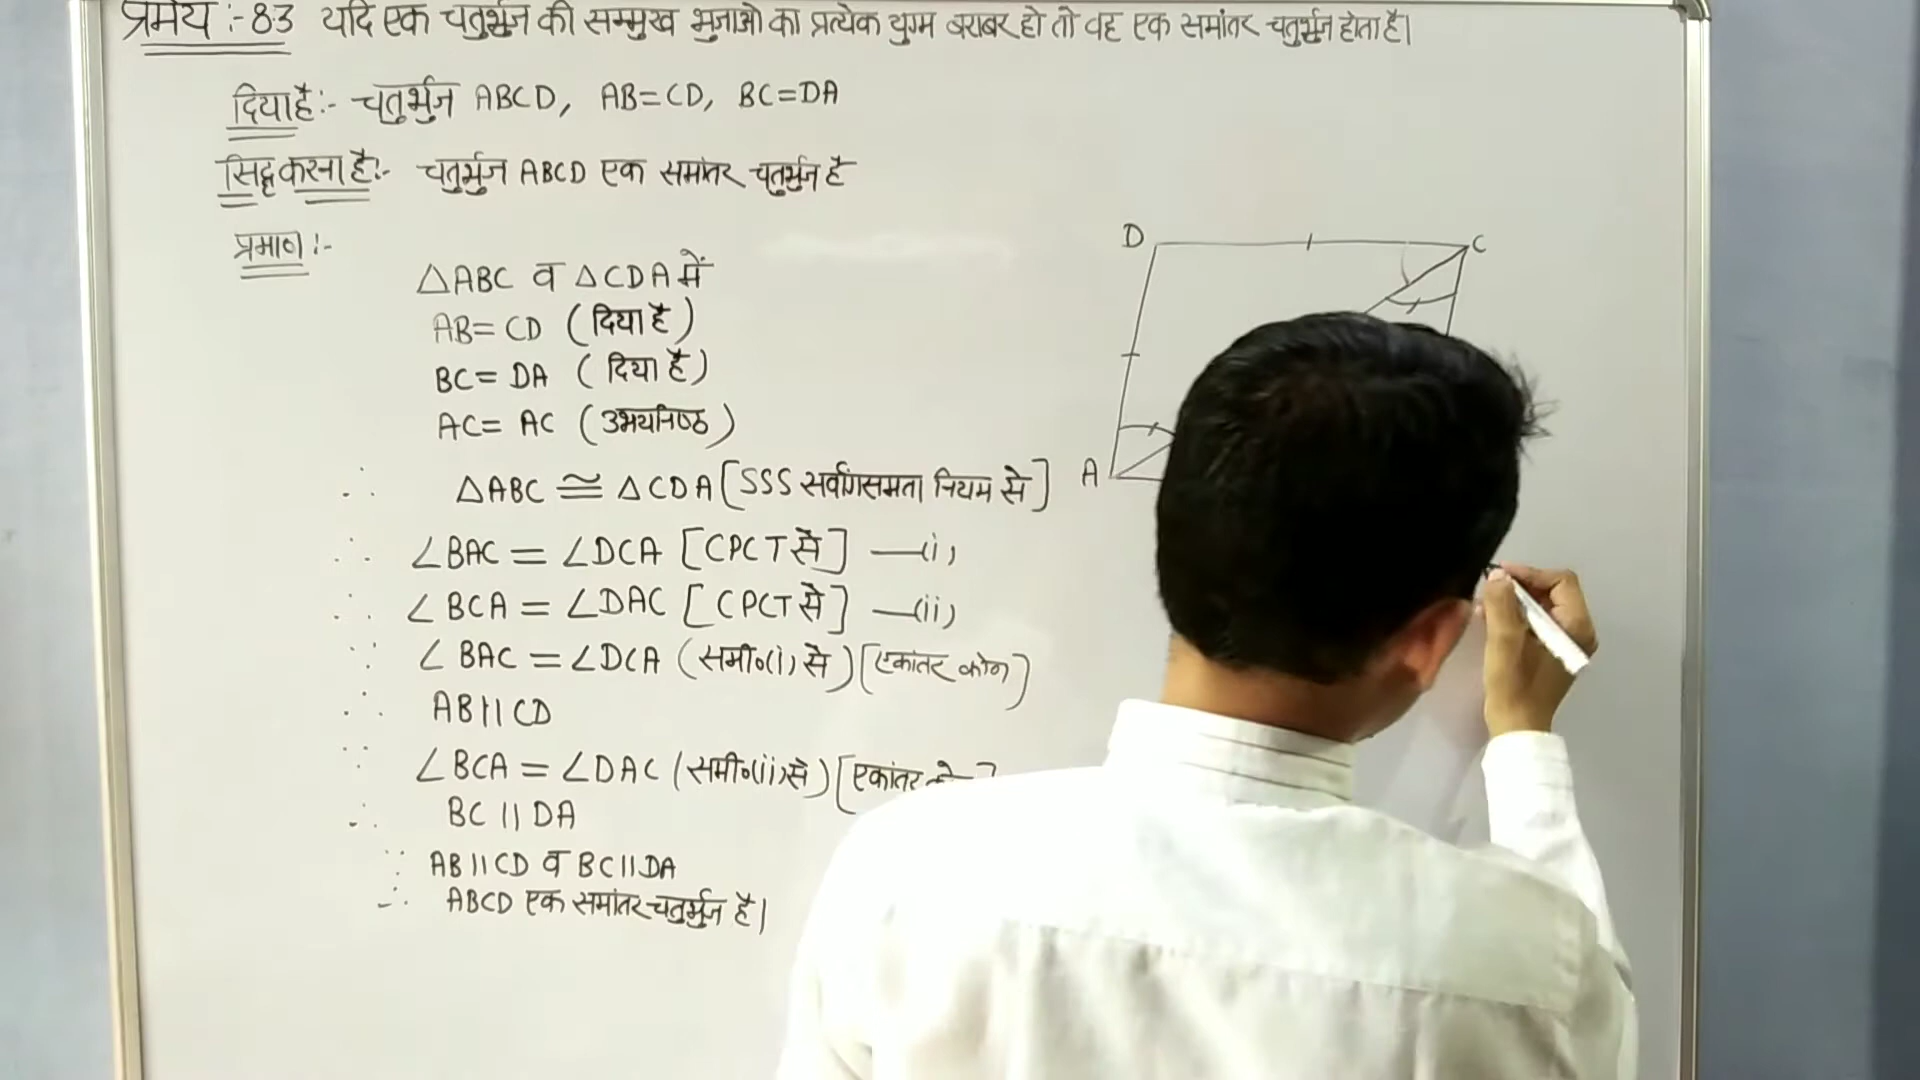 प्रमेय :- 8.3 यदि एक चतुर्भुज की सम्मुख भुजाओ का प्रत्येक युग्म बराबर हो तो वह एक समांतर चतुर्भुज होता है।
दिया है:- चतुर्भुज ABCD, AB=CD, BC=DA
सिद्ध करना है:- चतुर्भुज ABCD एक समांतर चतुर्भुज है
प्रमाण :-
△ABC व △CDA में
AB= CD (दिया है)
BC= DA (दिया है)
AC= AC (उभयनिष्ठ)
∴ △ABC ≅ △CDA [SSS सर्वांगसमता नियम से]
∴ ∠BAC = ∠DCA [CPCT से] —(i)
∴ ∠BCA = ∠DAC [CPCT से] —(ii)
∵ ∠BAC = ∠DCA (समी०(i) से) [एकांतर कोण]
∴ AB||CD
∵ ∠BCA = ∠DAC (समी०(ii) से) [एकांतर
∴ BC || DA
∵ AB||CD व BC||DA
∴ ABCD एक समांतर चतुर्भुज है।
D C
A